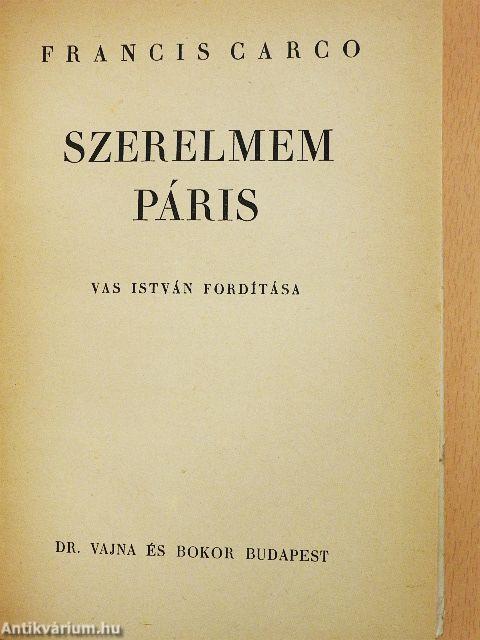 FRANCIS CARCO
SZERELMEM
PÁRIS
VAS ISTVÁN FORDÍTÁSA
DR. VAJNA ÉS BOKOR BUDAPEST
Antikvárium.hu